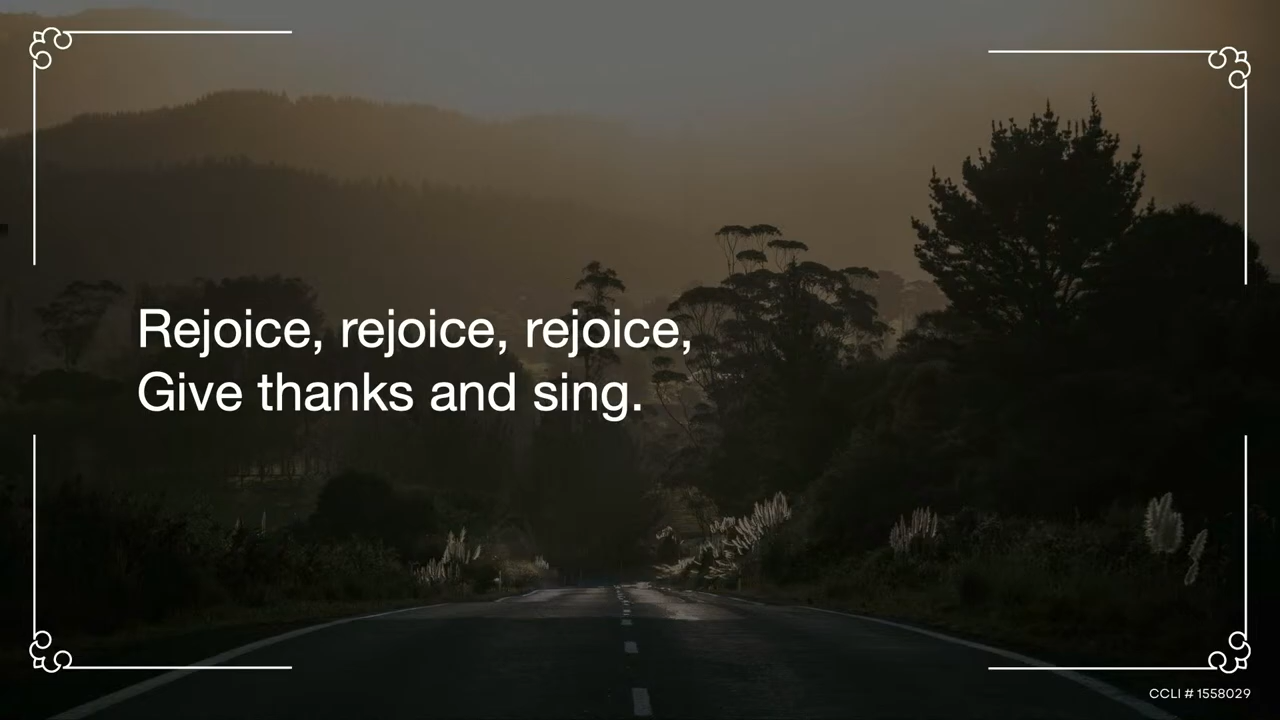 Rejoice, rejoice, rejoice,
Give thanks and sing.
CCLI # 1558029